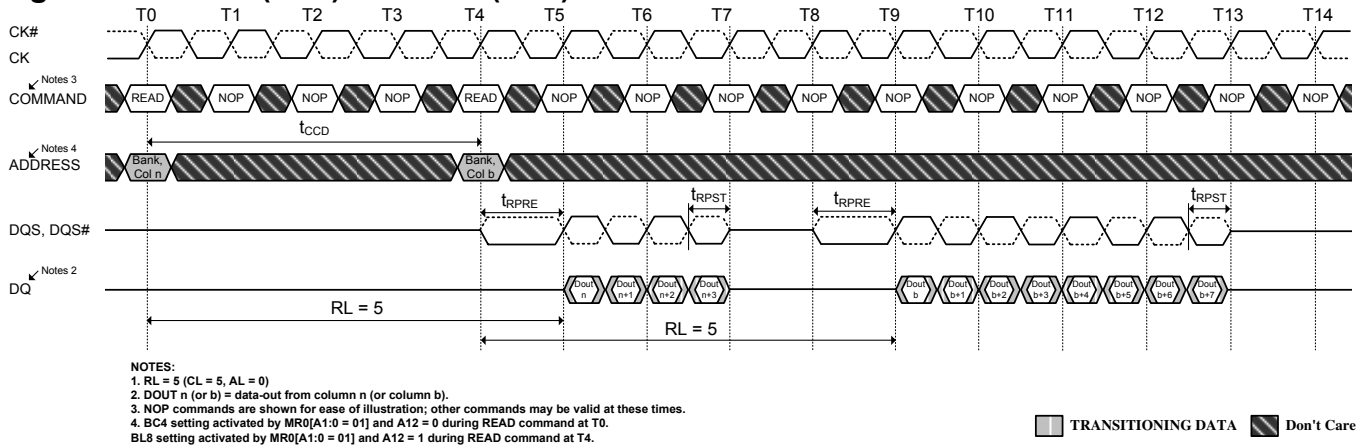 T0 T1 T2 T3 T4 T5 T6 T7 T8 T9 T10 T11 T12 T13 T14
CK#
CK
Notes 3
COMMAND READ NOP NOP NOP READ NOP NOP NOP NOP NOP NOP NOP NOP NOP NOP
tCCD
Notes 4
ADDRESS Bank, Col n Bank, Col b
tRPRE tRPST tRPRE tRPST
DQS, DQS#
Notes 2
DQ Dout n Dout n+1 Dout n+2 Dout n+3 Dout b Dout b+1 Dout b+2 Dout b+3 Dout b+4 Dout b+5 Dout b+6 Dout b+7
RL = 5
RL = 5
NOTES:
1. RL = 5 (CL = 5, AL = 0)
2. DOUT n (or b) = data-out from column n (or column b).
3. NOP commands are shown for ease of illustration; other commands may be valid at these times.
4. BC4 setting activated by MR0[A1:0 = 01] and A12 = 0 during READ command at T0.
BL8 setting activated by MR0[A1:0 = 01] and A12 = 1 during READ command at T4.
TRANSITIONING DATA Don't Care